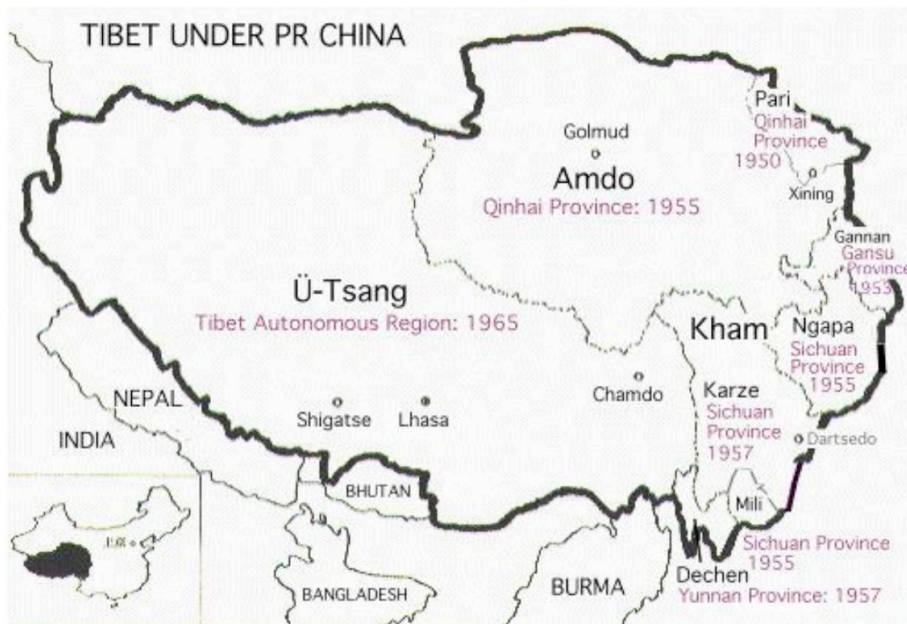 TIBET UNDER PR CHINA
Pari
Qinhai
Province
1950
Golmud
Xining
Amdo
Qinhai Province: 1955
Gannan
Gansu
Province
1953
Ü-Tsang
Tibet Autonomous Region: 1965
Kham
Ngapa
Sichuan
Province
1955
Chamdo
Karze
Sichuan
Province
1957
NEPAL
Shigatse
Lhasa
INDIA
Dartsedo
BHUTAN
Mili
Sichuan Province
1955
BURMA
Dechen
Yunnan Province: 1957
BANGLADESH